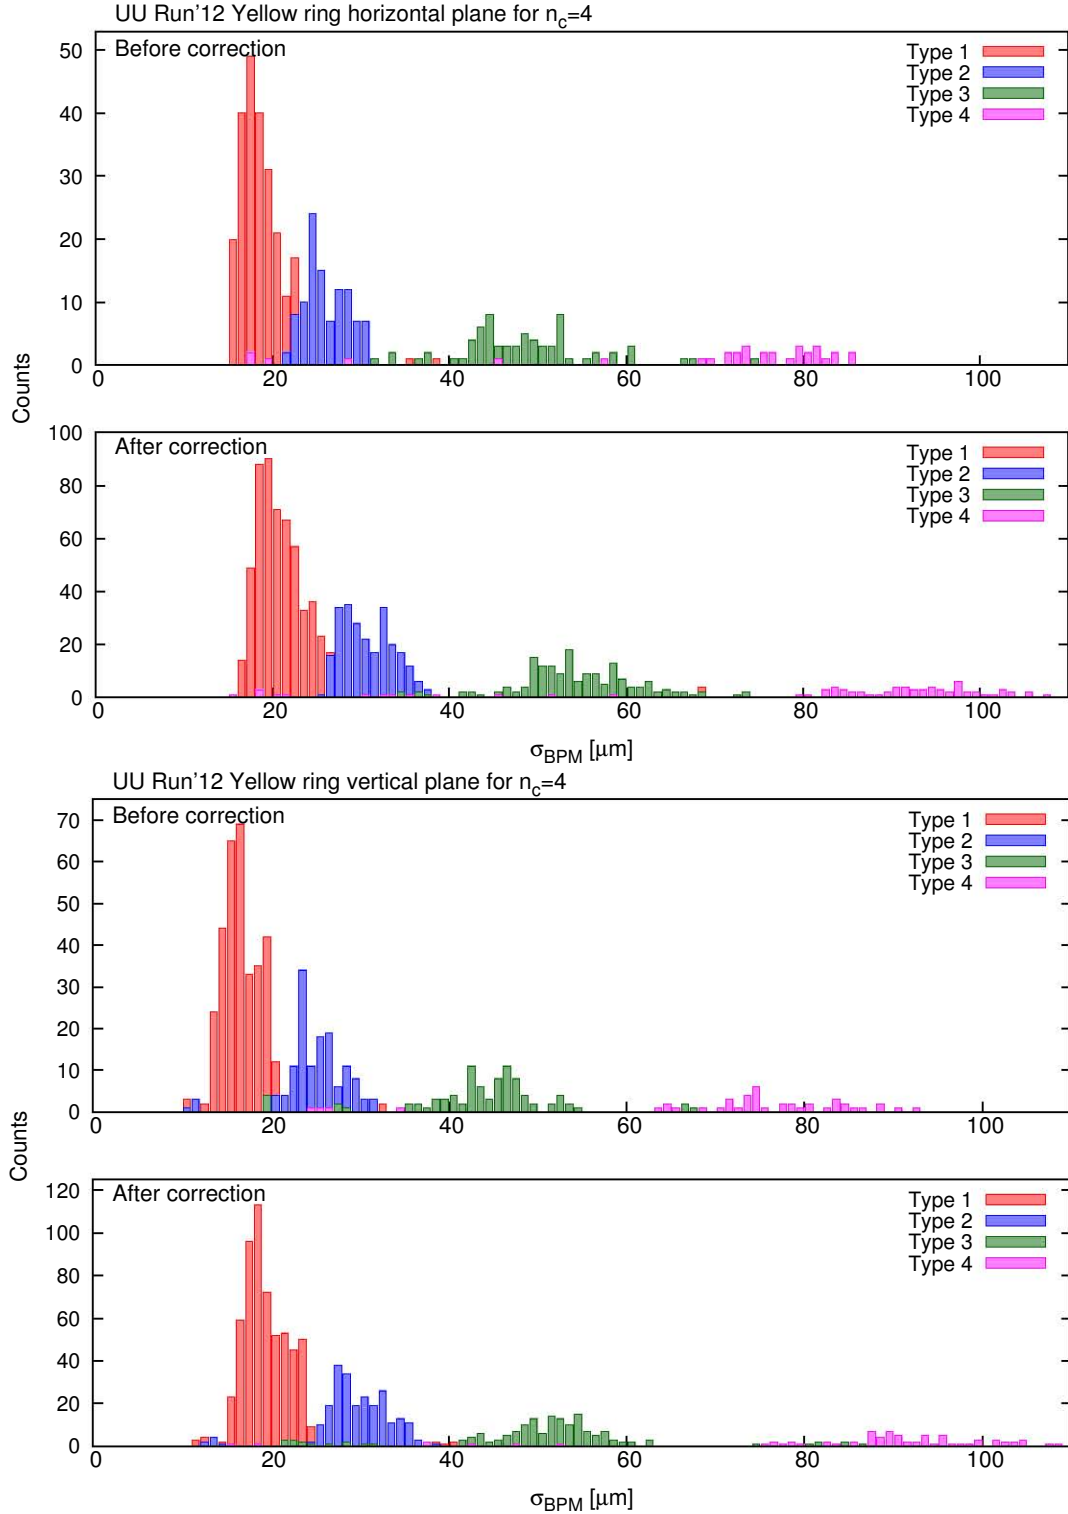 UU Run'12 Yellow ring horizontal plane for n_c=4
Before correction
Type 1
Type 2
Type 3
Type 4
50
40
30
20
10
0
0 20 40 60 80 100
Counts
After correction
Type 1
Type 2
Type 3
Type 4
100
80
60
40
20
0
0 20 40 60 80 100
σBPM [μm]
UU Run'12 Yellow ring vertical plane for n_c=4
Before correction
Type 1
Type 2
Type 3
Type 4
70
60
50
40
30
20
10
0
0 20 40 60 80 100
Counts
After correction
Type 1
Type 2
Type 3
Type 4
120
100
80
60
40
20
0
0 20 40 60 80 100
σBPM [μm]